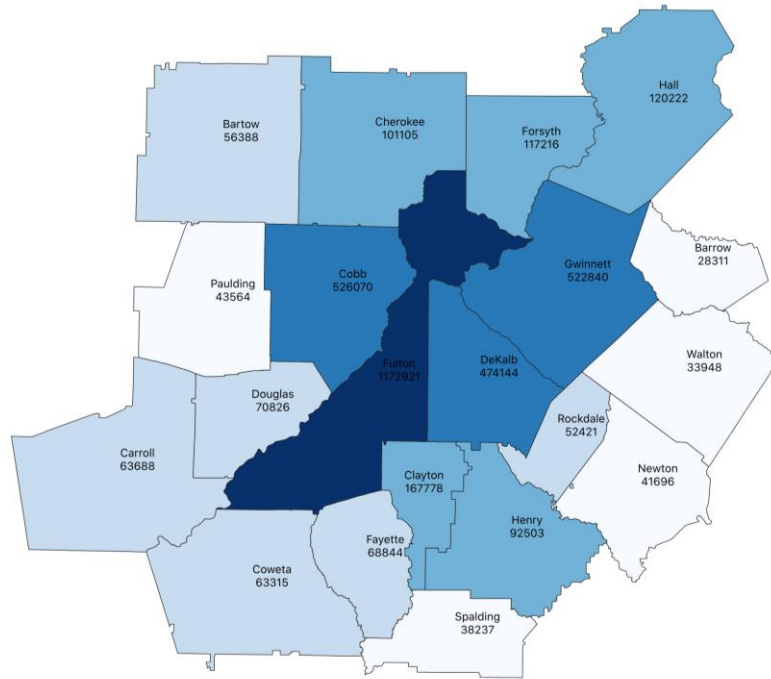 Hall
120222
Bartow
56388
Cherokee
101105
Forsyth
117216
Barrow
28311
Paulding
43564
Cobb
526070
Gwinnett
522840
Walton
33948
Fulton
1172921
DeKalb
474144
Douglas
70826
Rockdale
52421
Carroll
63688
Clayton
167778
Newton
41696
Henry
92503
Fayette
68844
Coweta
63315
Spalding
38237